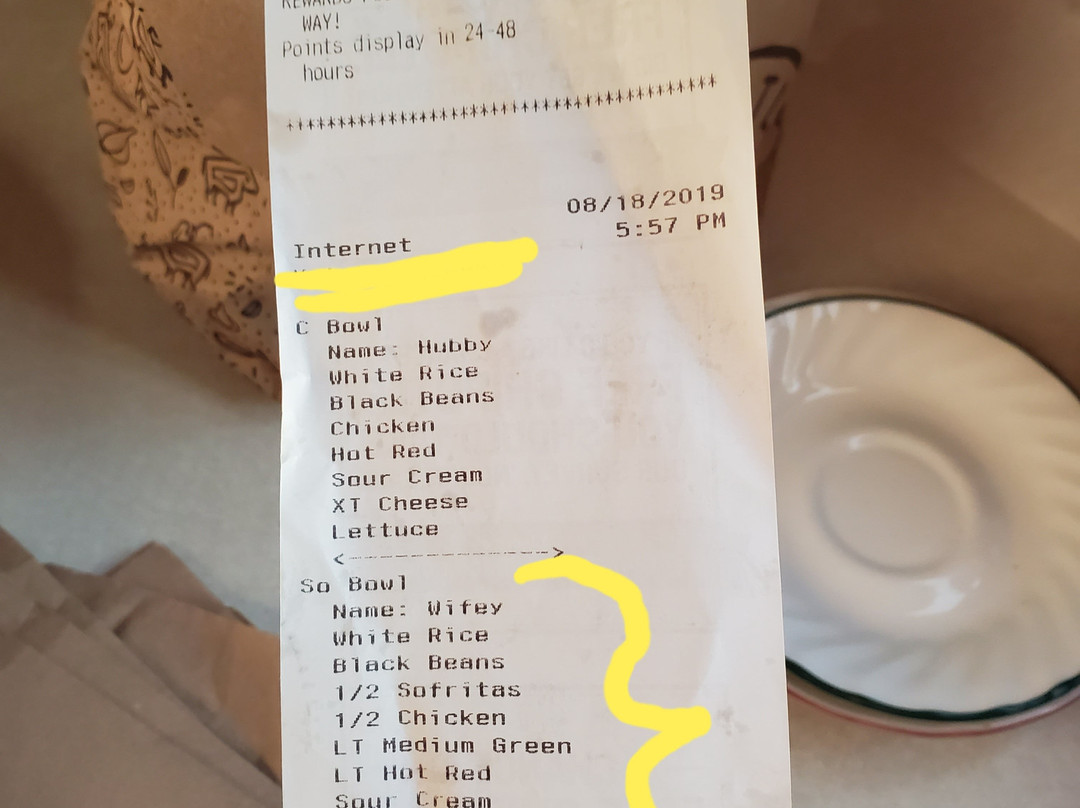 REWARDS
WAY!
Points display in 24-48
hours
******************************************
08/18/2019
5:57 PM
Internet
C Bowl
Name: Hubby
White Rice
Black Beans
Chicken
Hot Red
Sour Cream
XT Cheese
Lettuce
<---------------->
So Bowl
Name: Wifey
White Rice
Black Beans
1/2 Sofritas
1/2 Chicken
LT Medium Green
LT Hot Red
Sour Cream